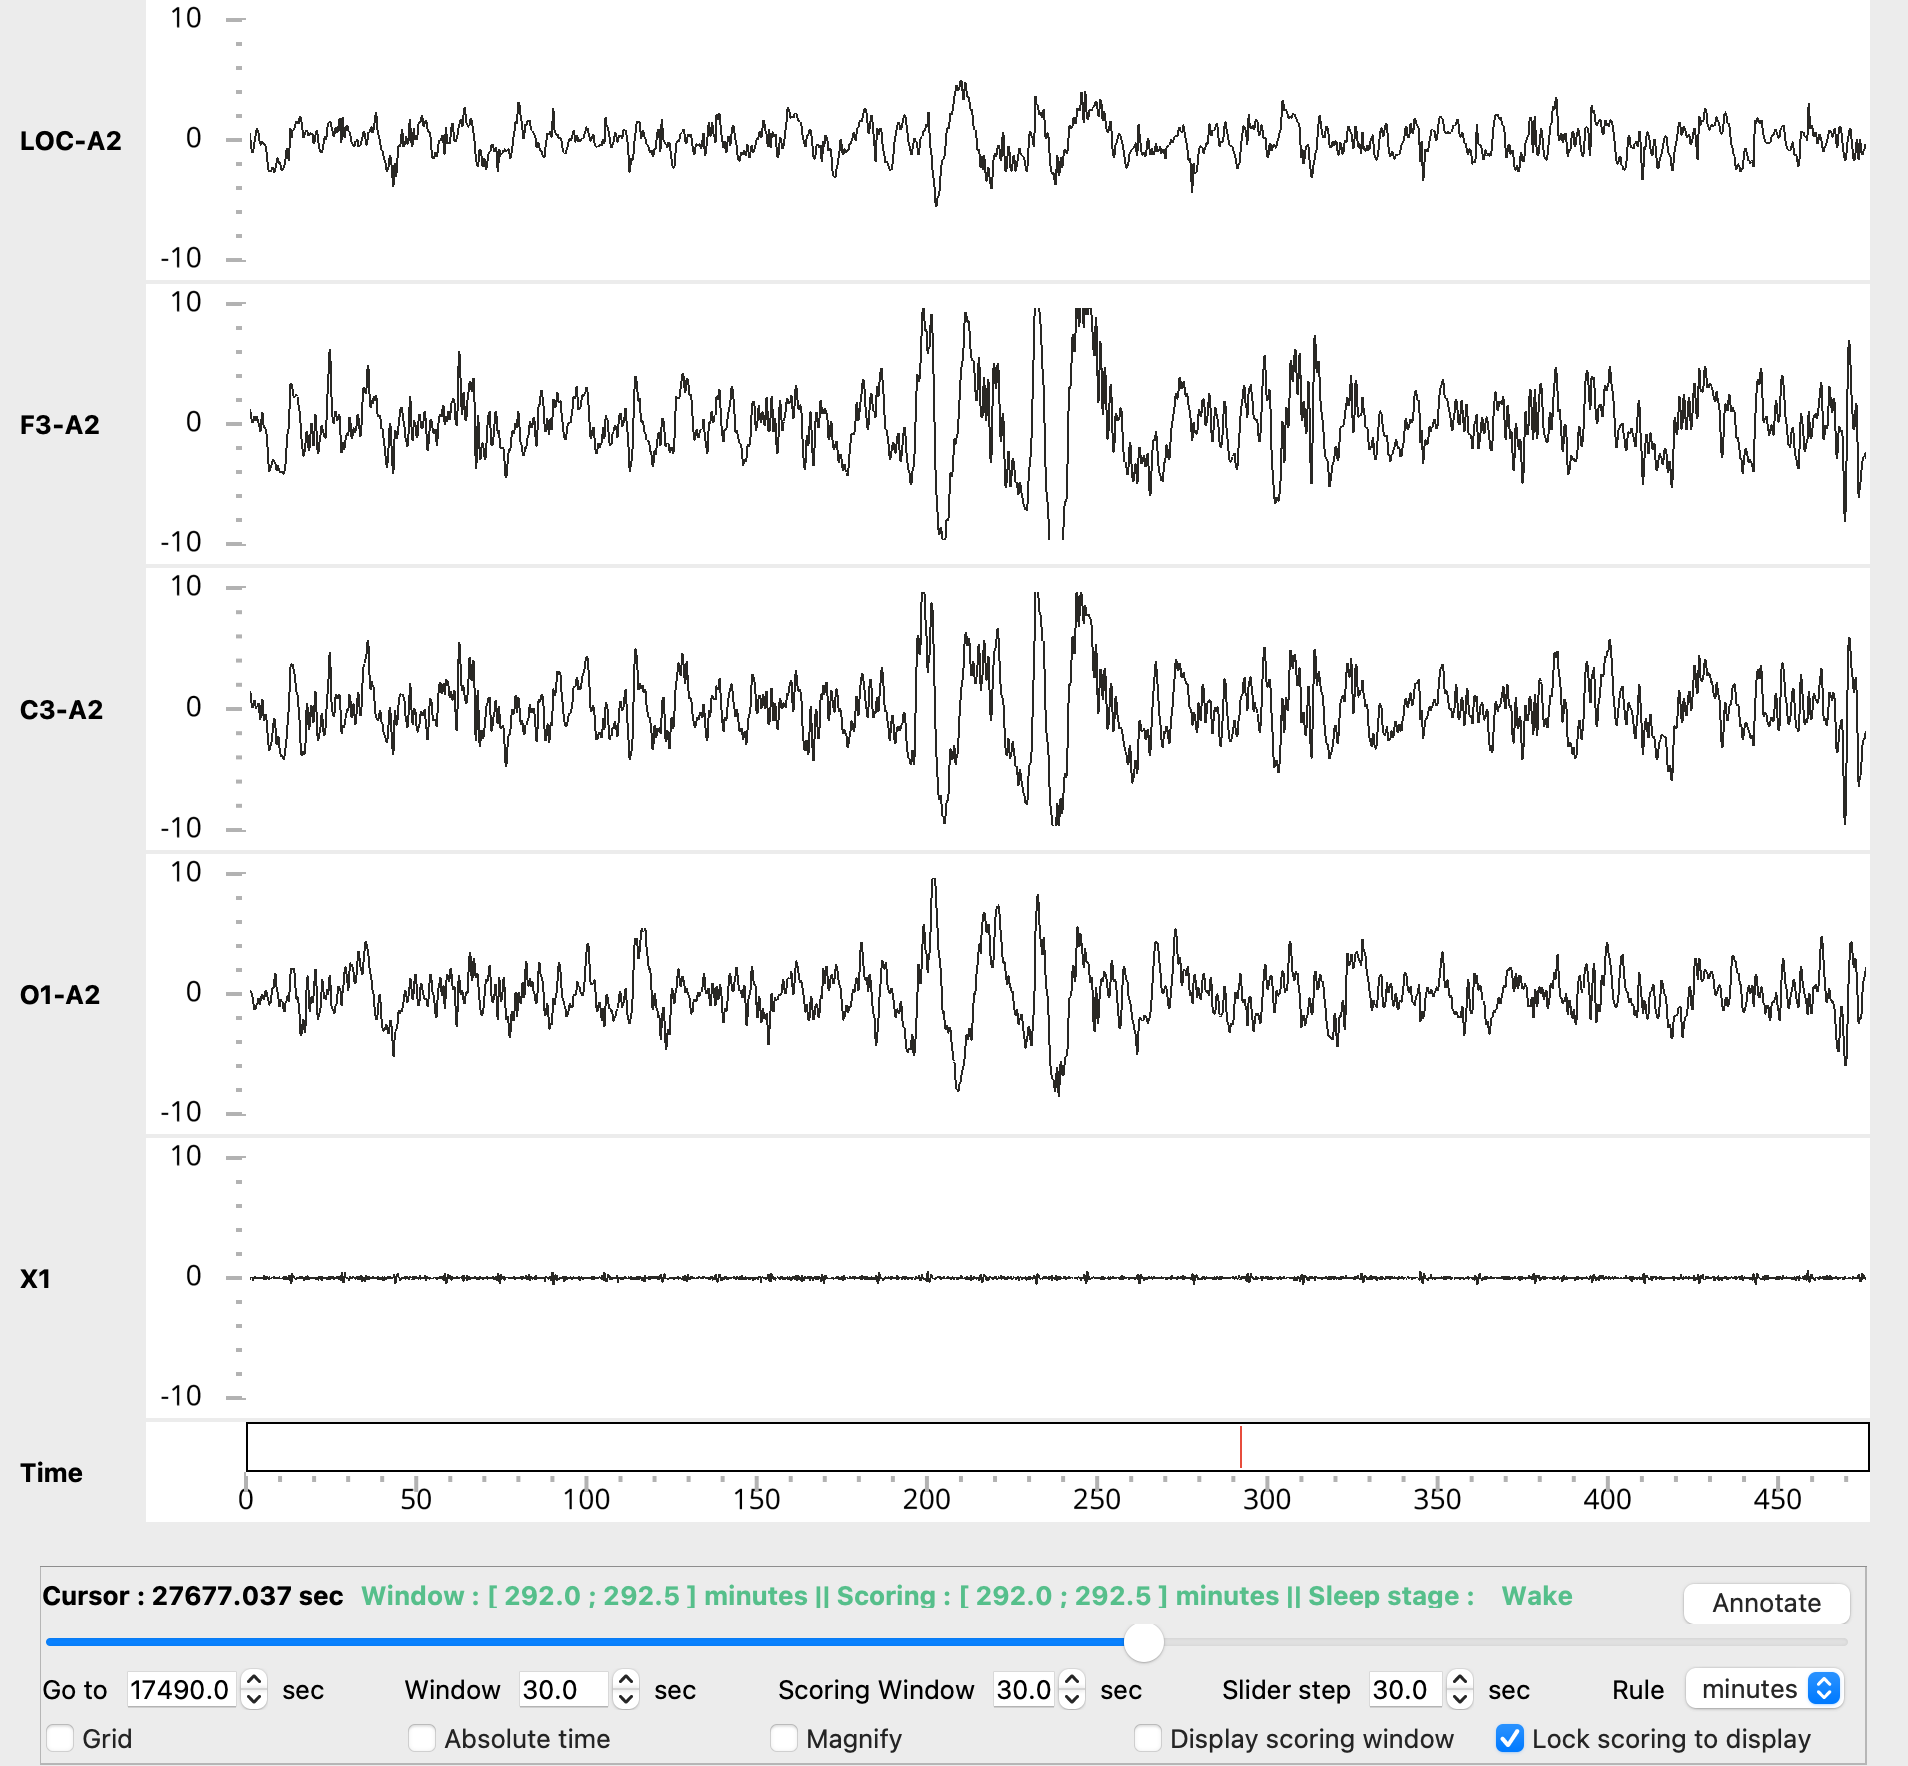 10
LOC-A2
0
-10
10
F3-A2
0
-10
10
C3-A2
0
-10
10
O1-A2
0
-10
10
X1
0
-10
Time
0 50 100 150 200 250 300 350 400 450
Cursor : 27677.037 sec Window : [ 292.0 ; 292.5 ] minutes || Scoring : [ 292.0 ; 292.5 ] minutes || Sleep stage : Wake Annotate
Go to 17490.0 sec Window 30.0 sec Scoring Window 30.0 sec Slider step 30.0 sec Rule minutes
Grid Absolute time Magnify Display scoring window Lock scoring to display